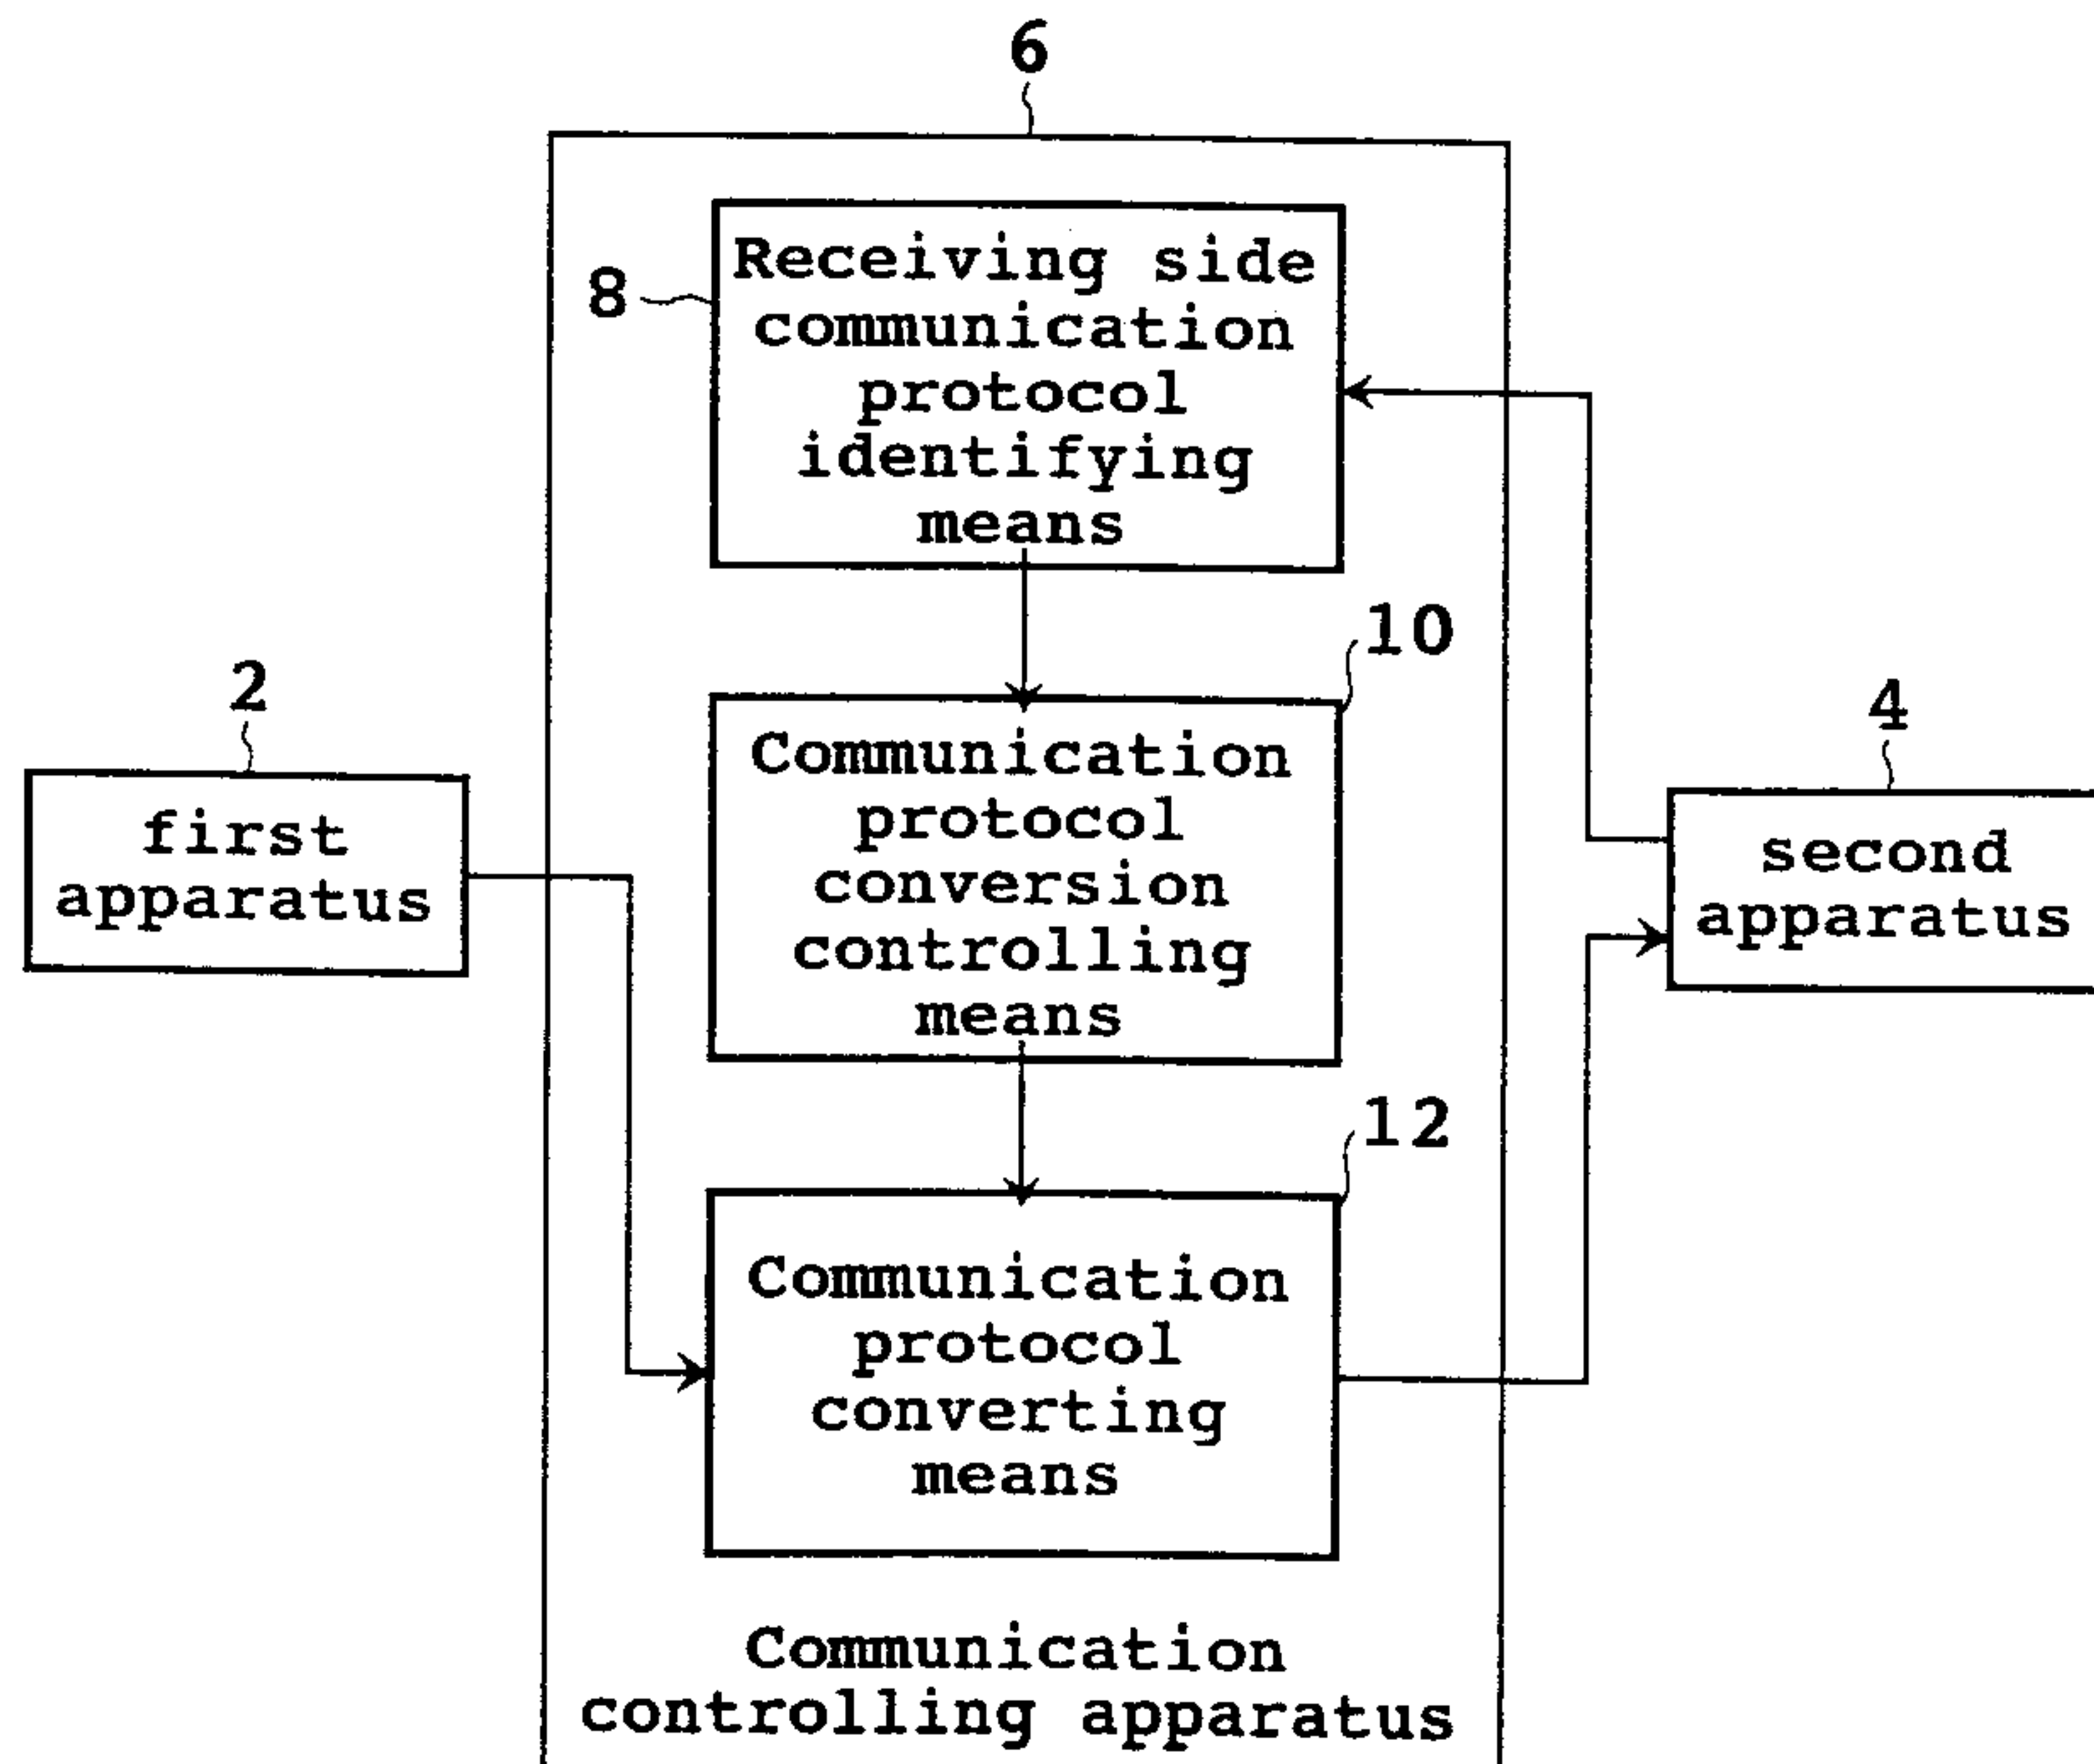 6
8
Receiving side
communication
protocol
identifying
means
10
2
4
Communication
protocol
conversion
controlling
means
first
apparatus
second
apparatus
12
Communication
protocol
converting
means
Communication
controlling apparatus